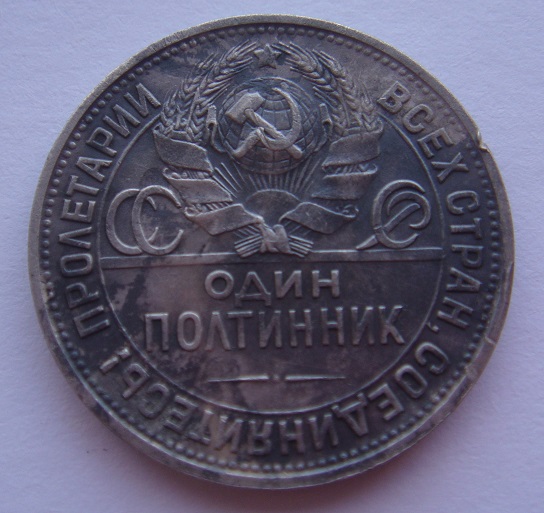 ПРОЛЕТАРИИ ВСЕХ СТРАН, СОЕДИНЯЙТЕСЬ!
СС СР
ОДИН
ПОЛТИННИК